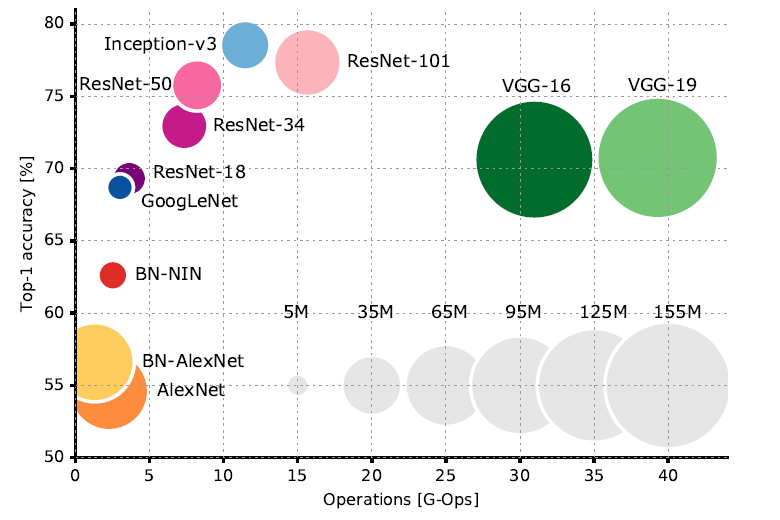 80
Inception-v3
ResNet-101
ResNet-50
VGG-16
VGG-19
75
ResNet-34
70
ResNet-18
GoogLeNet
65
BN-NIN
60
5M 35M 65M 95M 125M 155M
BN-AlexNet
55
AlexNet
50
0 5 10 15 20 25 30 35 40
Operations [G-Ops]
Top-1 accuracy [%]